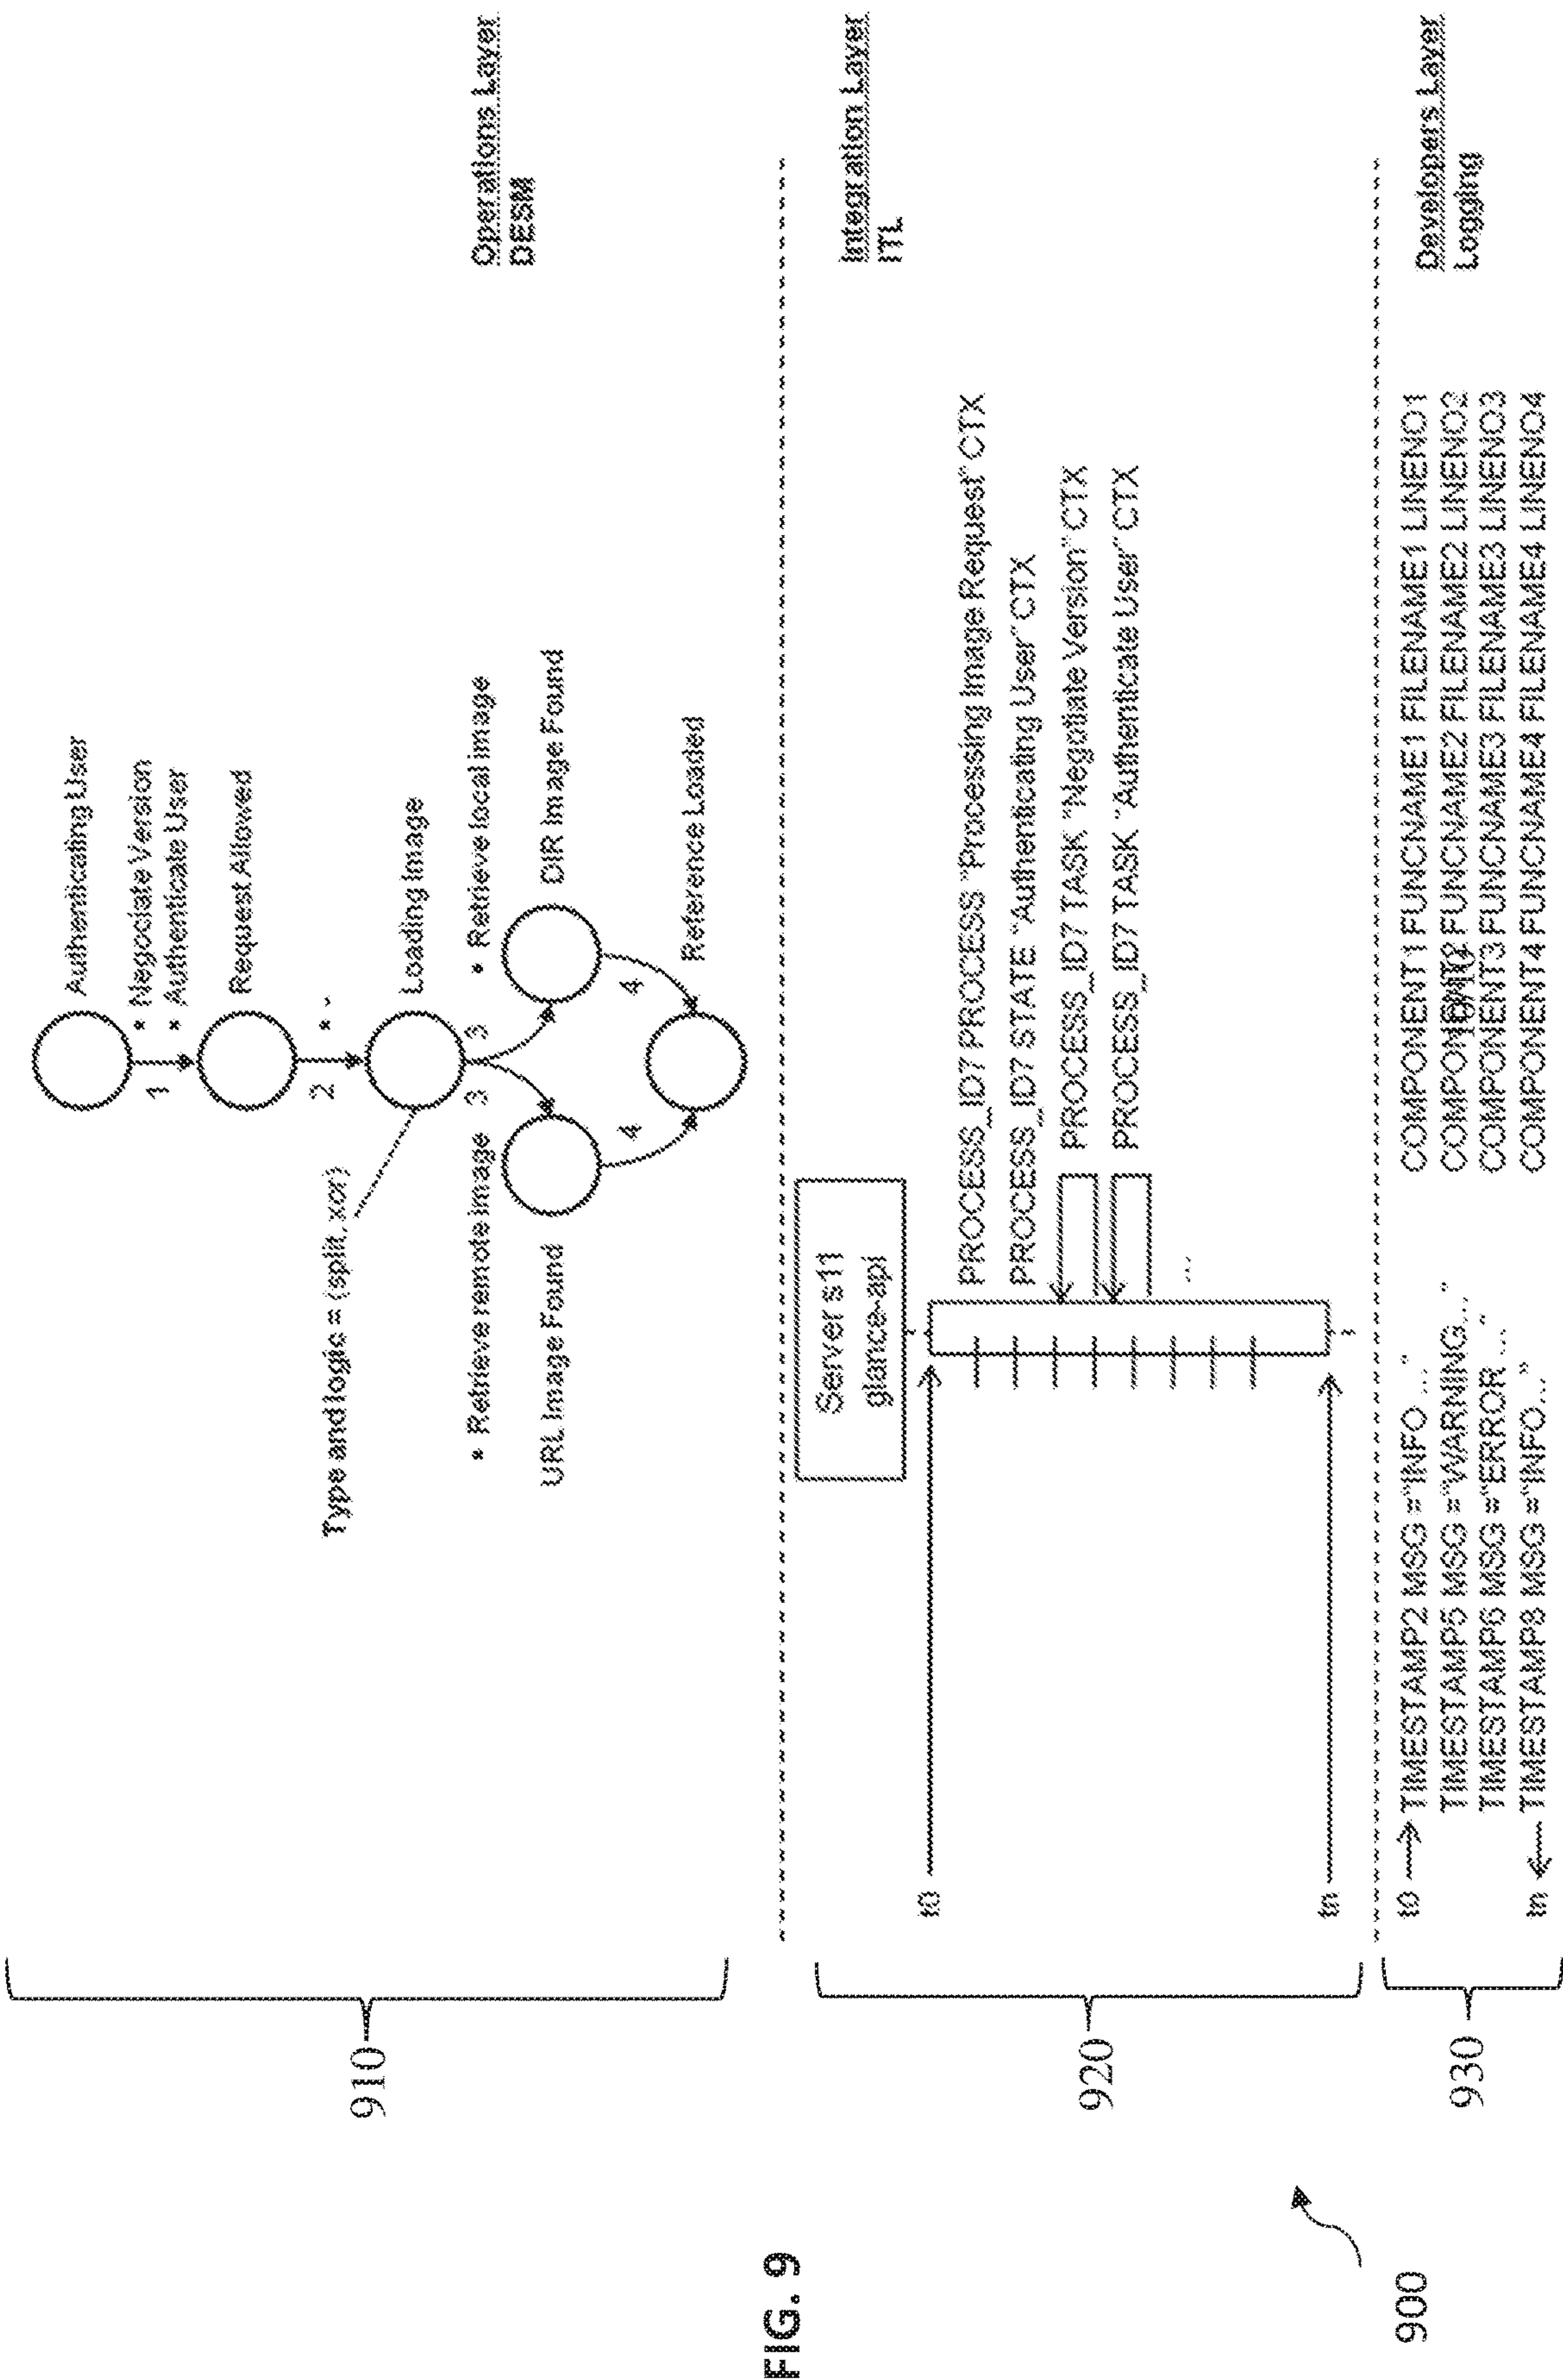 Authenticating User
1
• Negociate Version
• Authenticate User
Request Allowed
2
Type and logic = (split, xor)
Loading Image
• Retrieve remote image
3
3
• Retrieve local image
URL Image Found
DIR Image Found
4
4
Reference Loaded
Operations Layer
DESM
910
Server s11
glance-api
t0
tn
PROCESS_ID7 PROCESS "Processing Image Request" CTX
PROCESS_ID7 STATE "Authenticating User" CTX
PROCESS_ID7 TASK "Negotiate Version" CTX
PROCESS_ID7 TASK "Authenticate User" CTX
...
Integration Layer
ITL
920
t0
TIMESTAMP2 MSG ="INFO ..." COMPONENT1 FUNCNAME1 FILENAME1 LINENO1
TIMESTAMP5 MSG ="WARNING..." COMPONENT2 FUNCNAME2 FILENAME2 LINENO2
TIMESTAMP6 MSG ="ERROR ..." COMPONENT3 FUNCNAME3 FILENAME3 LINENO3
TIMESTAMP8 MSG ="INFO..." COMPONENT4 FUNCNAME4 FILENAME4 LINENO4
tn
10/10
Developers Layer
Logging
930
FIG. 9
900